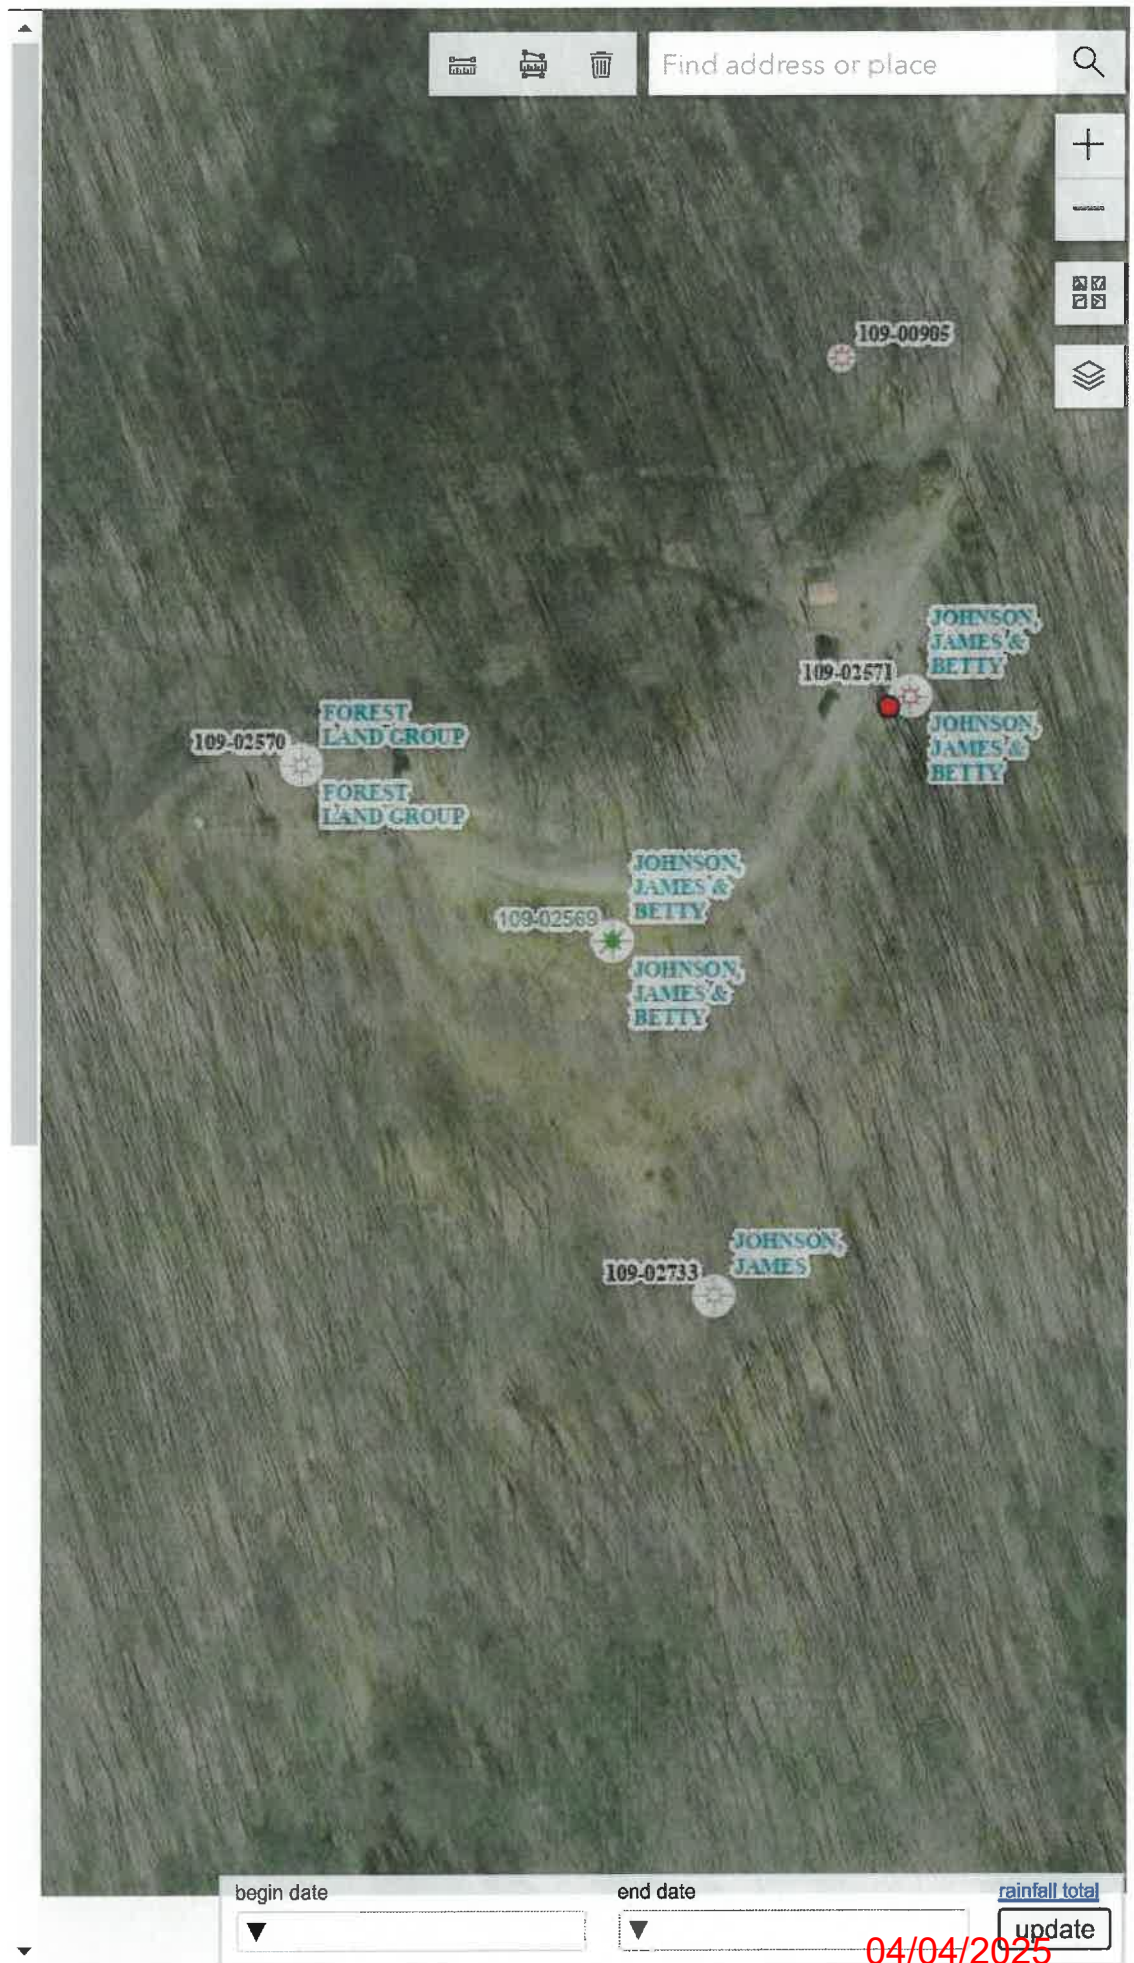 Find address or place
109-00905
JOHNSON,
JAMES &
BETTY
109-02571
JOHNSON,
JAMES &
BETTY
FOREST
LAND GROUP
109-02570
FOREST
LAND GROUP
JOHNSON,
JAMES &
BETTY
109-02569
JOHNSON,
JAMES &
BETTY
JOHNSON,
JAMES
109-02733
begin date
end date
rainfall total
update
04/04/2025